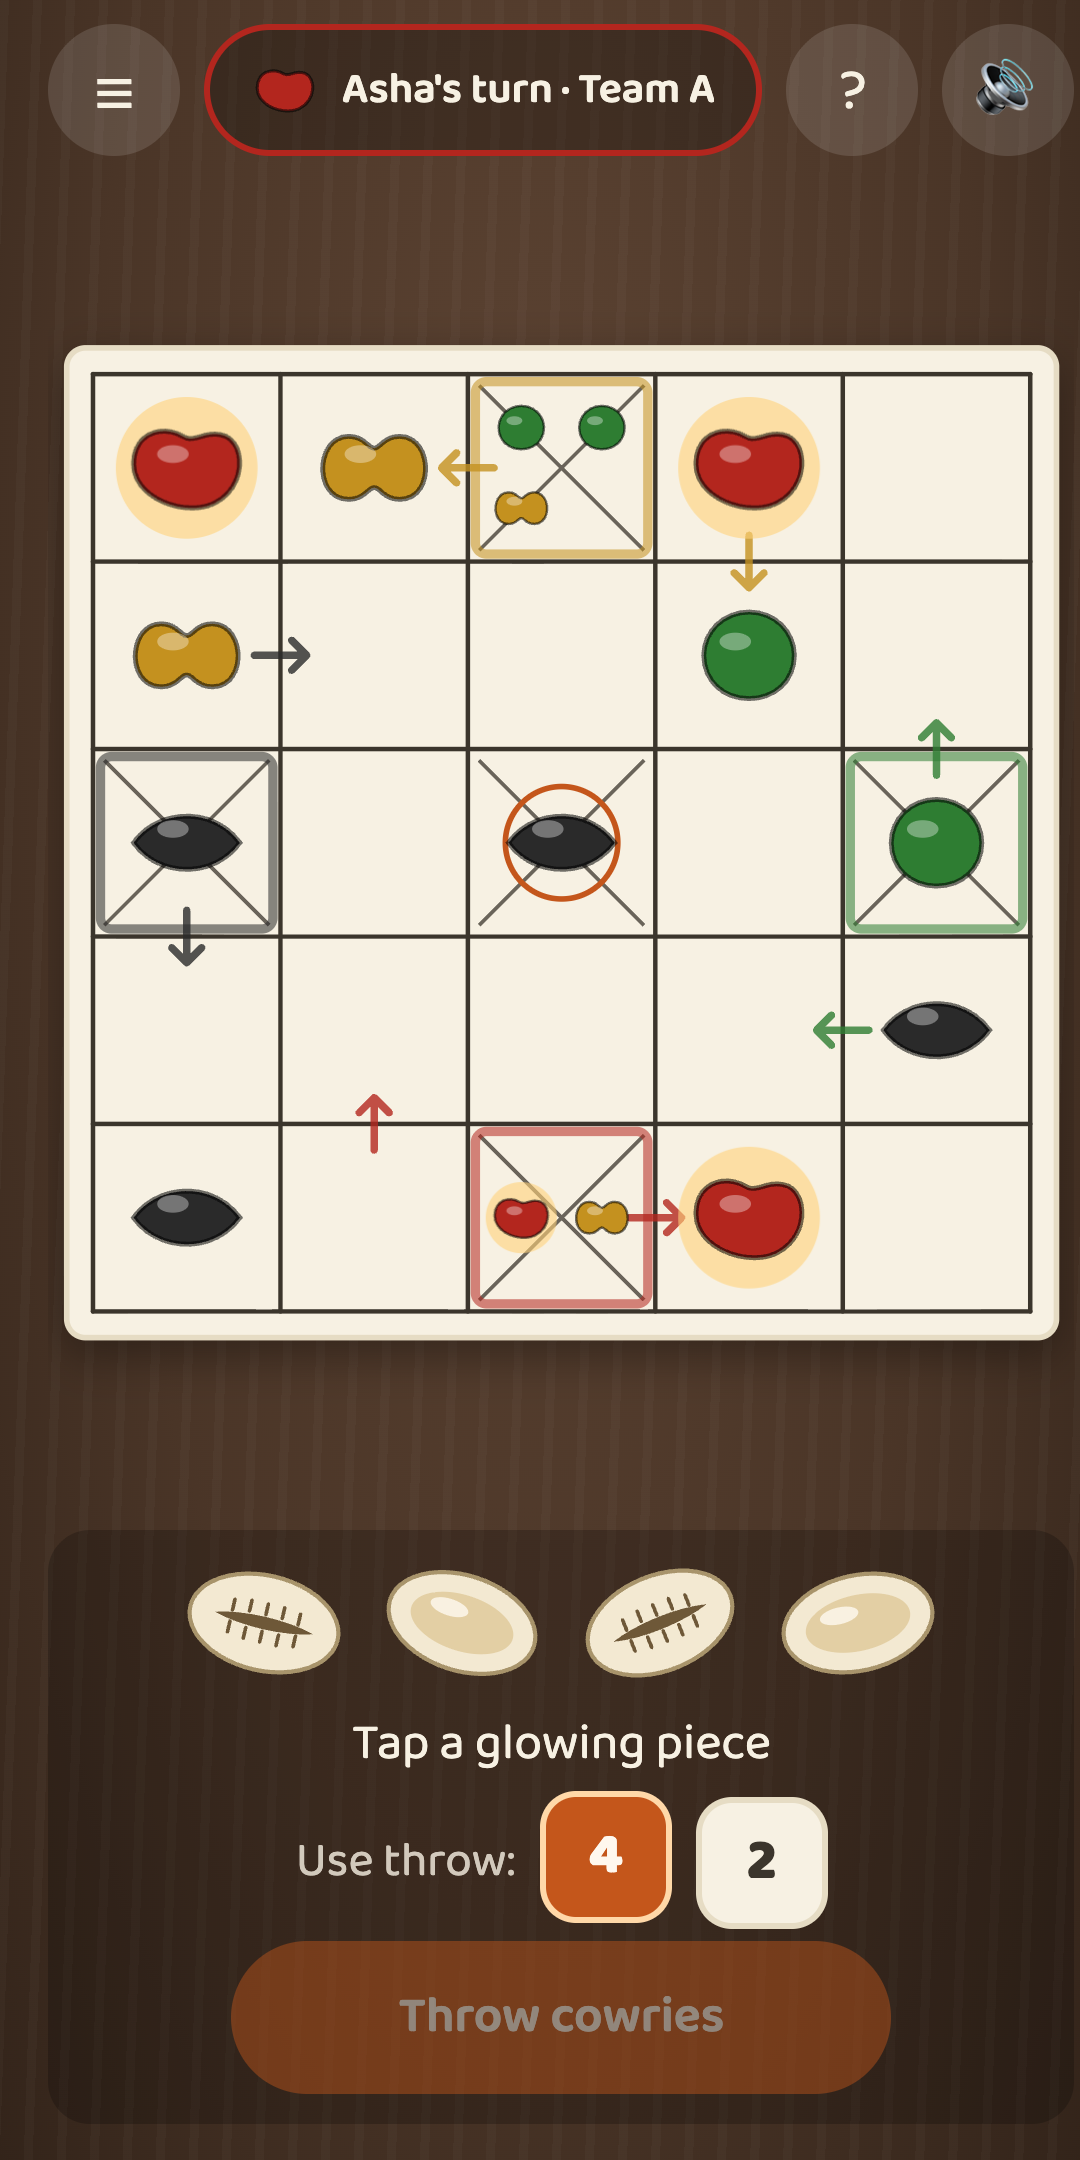 Asha's turn · Team A
?
Tap a glowing piece
Use throw: 4 2
Throw cowries